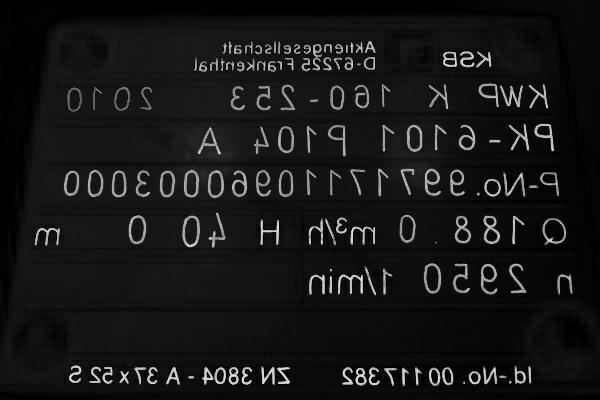 KSB Aktiengesellschaft
D-67225 Frankenthal
KWP K 160-253 2010
PK-6101 P104 A
P-No. 99717110960003000
Q 188.0 m³/h H 40 0 m
n 2950 1/min
Id.-No. 00117382 ZN 3804 - A 37 x 52 S